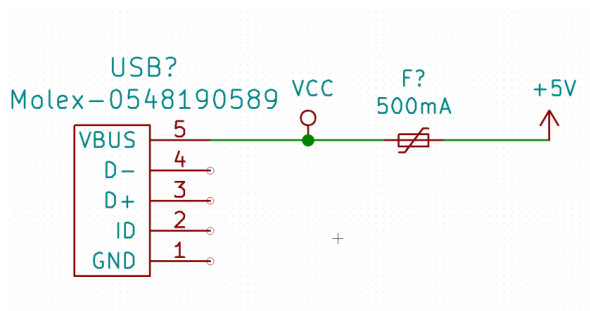 USB?
Molex-0548190589
VCC
F?
500mA
+5V
VBUS 5
D- 4
D+ 3
ID 2
GND 1